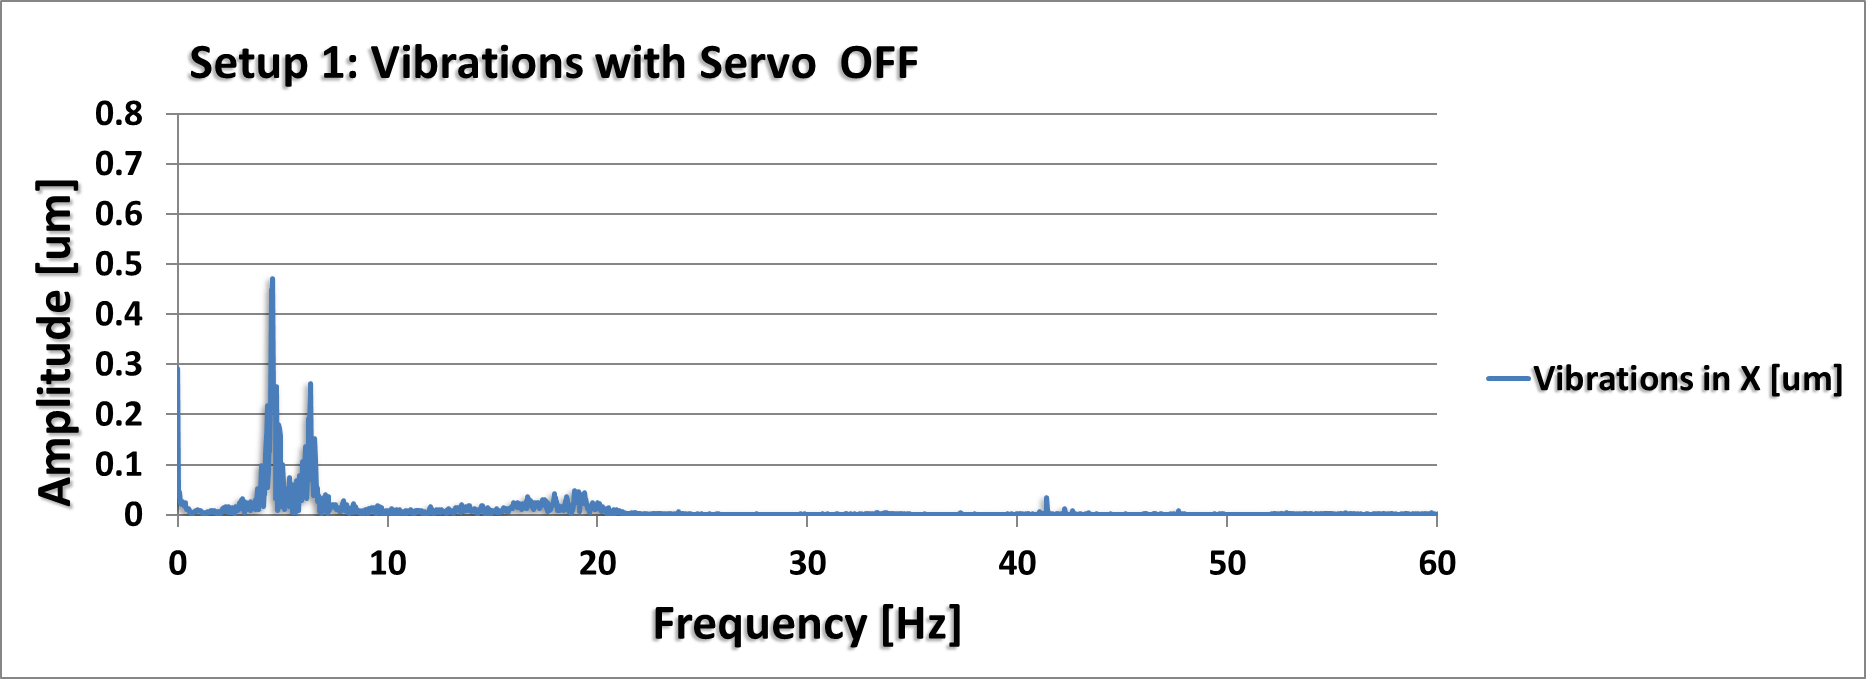 Setup 1: Vibrations with Servo  OFF
0.8
0.7
0.6
0.5
0.4
0.3
0.2
0.1
0
Amplitude [um]
0 10 20 30 40 50 60
Frequency [Hz]
Vibrations in X [um]